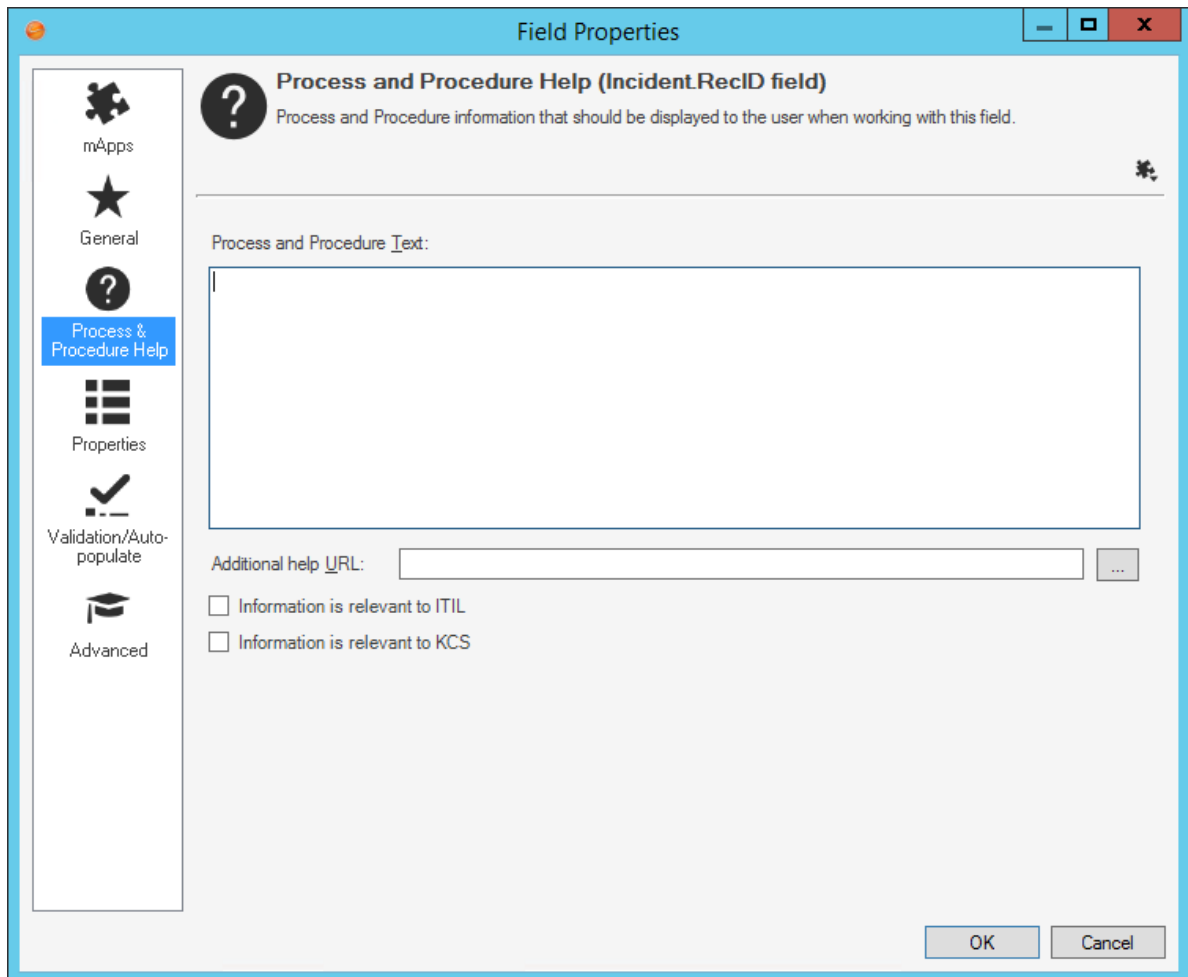 Field Properties
mApps
General
Process &
Procedure Help
Properties
Validation/Auto-
populate
Advanced
Process and Procedure Help (Incident.RecID field)
Process and Procedure information that should be displayed to the user when working with this field.
Process and Procedure Text:
Additional help URL:
...
Information is relevant to ITIL
Information is relevant to KCS
OK
Cancel